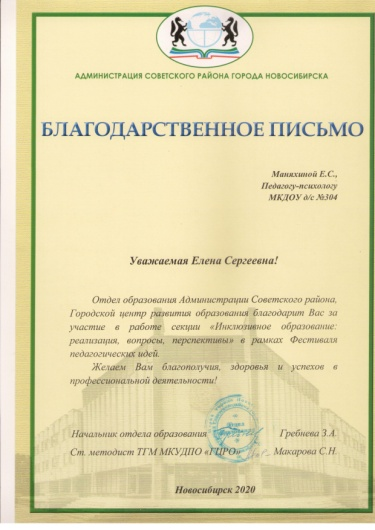 АДМИНИСТРАЦИЯ СОВЕТСКОГО РАЙОНА ГОРОДА НОВОСИБИРСКА
БЛАГОДАРСТВЕННОЕ ПИСЬМО
Маняхиной Е.С.,
Педагогу-психологу
МКДОУ д/с №304
Уважаемая Елена Сергеевна!
Отдел образования Администрации Советского района,
Городской центр развития образования благодарит Вас за
участие в работе секции «Инклюзивное образование:
реализация, вопросы, перспективы» в рамках Фестиваля
педагогических идей.
Желаем Вам благополучия, здоровья и успехов в
профессиональной деятельности!
Начальник отдела образования Гребнева З.А.
Ст. методист ТГМ МКУДПО «ГЦРО» Макарова С.Н.
Новосибирск 2020